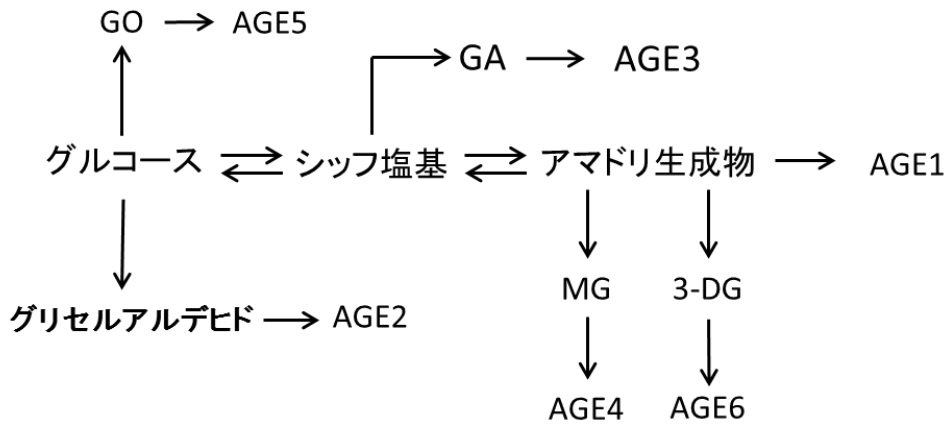 GO → AGE5
GA → AGE3
グルコース ⇄ シッフ塩基 ⇄ アマドリ生成物 → AGE1
MG 3-DG
グリセルアルデヒド → AGE2
AGE4 AGE6